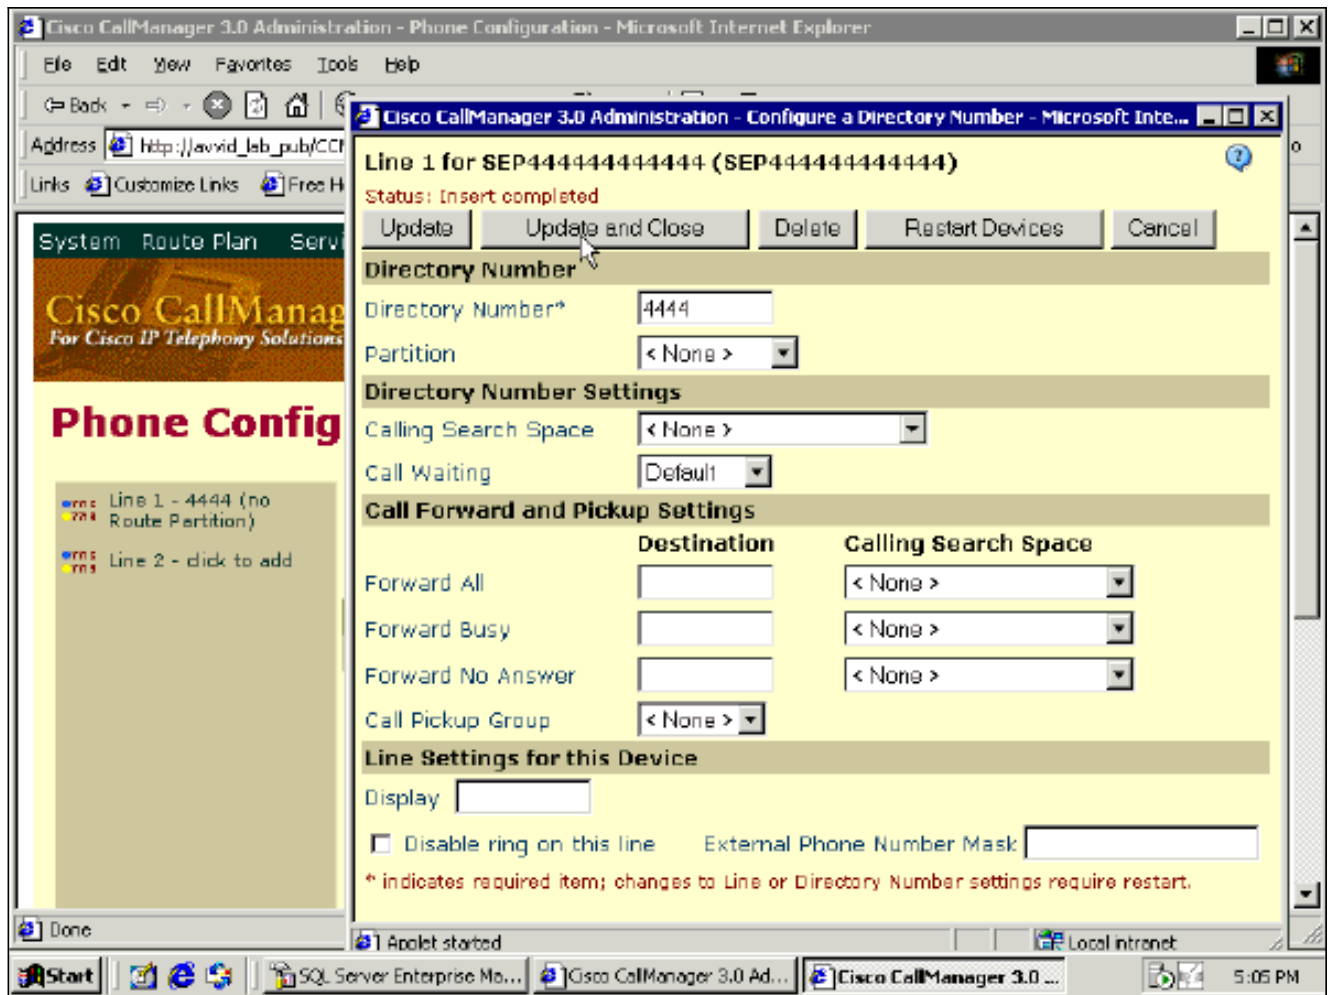 Cisco CallManager 3.0 Administration - Phone Configuration - Microsoft Internet Explorer
File Edit View Favorites Tools Help
Back
Address http://avvid_lab_pub/CCM
Links Customize Links Free H
System Route Plan Servi
Cisco CallManag
For Cisco IP Telephony Solutions
Phone Config
Line 1 - 4444 (no
Route Partition)
Line 2 - click to add
Done
Cisco CallManager 3.0 Administration - Configure a Directory Number - Microsoft Inte...
Line 1 for SEP444444444444 (SEP444444444444)
Status: Insert completed
Update Update and Close Delete Restart Devices Cancel
Directory Number
Directory Number* 4444
Partition < None >
Directory Number Settings
Calling Search Space < None >
Call Waiting Default
Call Forward and Pickup Settings
Destination Calling Search Space
Forward All < None >
Forward Busy < None >
Forward No Answer < None >
Call Pickup Group < None >
Line Settings for this Device
Display
Disable ring on this line External Phone Number Mask
* indicates required item; changes to Line or Directory Number settings require restart.
Applet started Local intranet
Start SQL Server Enterprise Ma... Cisco CallManager 3.0 Ad... Cisco CallManager 3.0 ... 5:05 PM